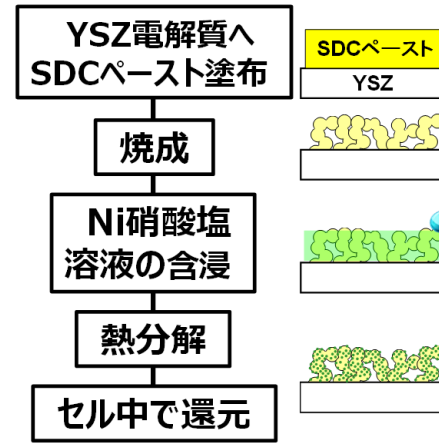 YSZ電解質へ
SDCペースト塗布
SDCペースト
YSZ
焼成
Ni硝酸塩
溶液の含浸
熱分解
セル中で還元